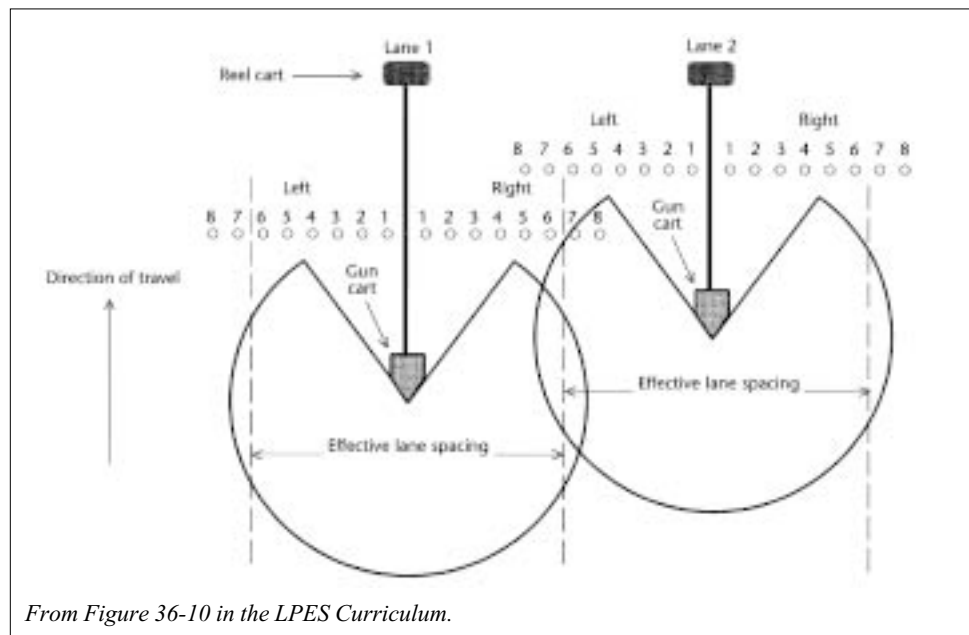 Lane 1
Lane 2
Reel cart
Left
Right
8 7 6 5 4 3 2 1 1 2 3 4 5 6 7 8
Left
Right
8 7 6 5 4 3 2 1 1 2 3 4 5 6 7 8
Gun
cart
Gun
cart
Direction of travel
Effective lane spacing
Effective lane spacing
From Figure 36-10 in the LPES Curriculum.